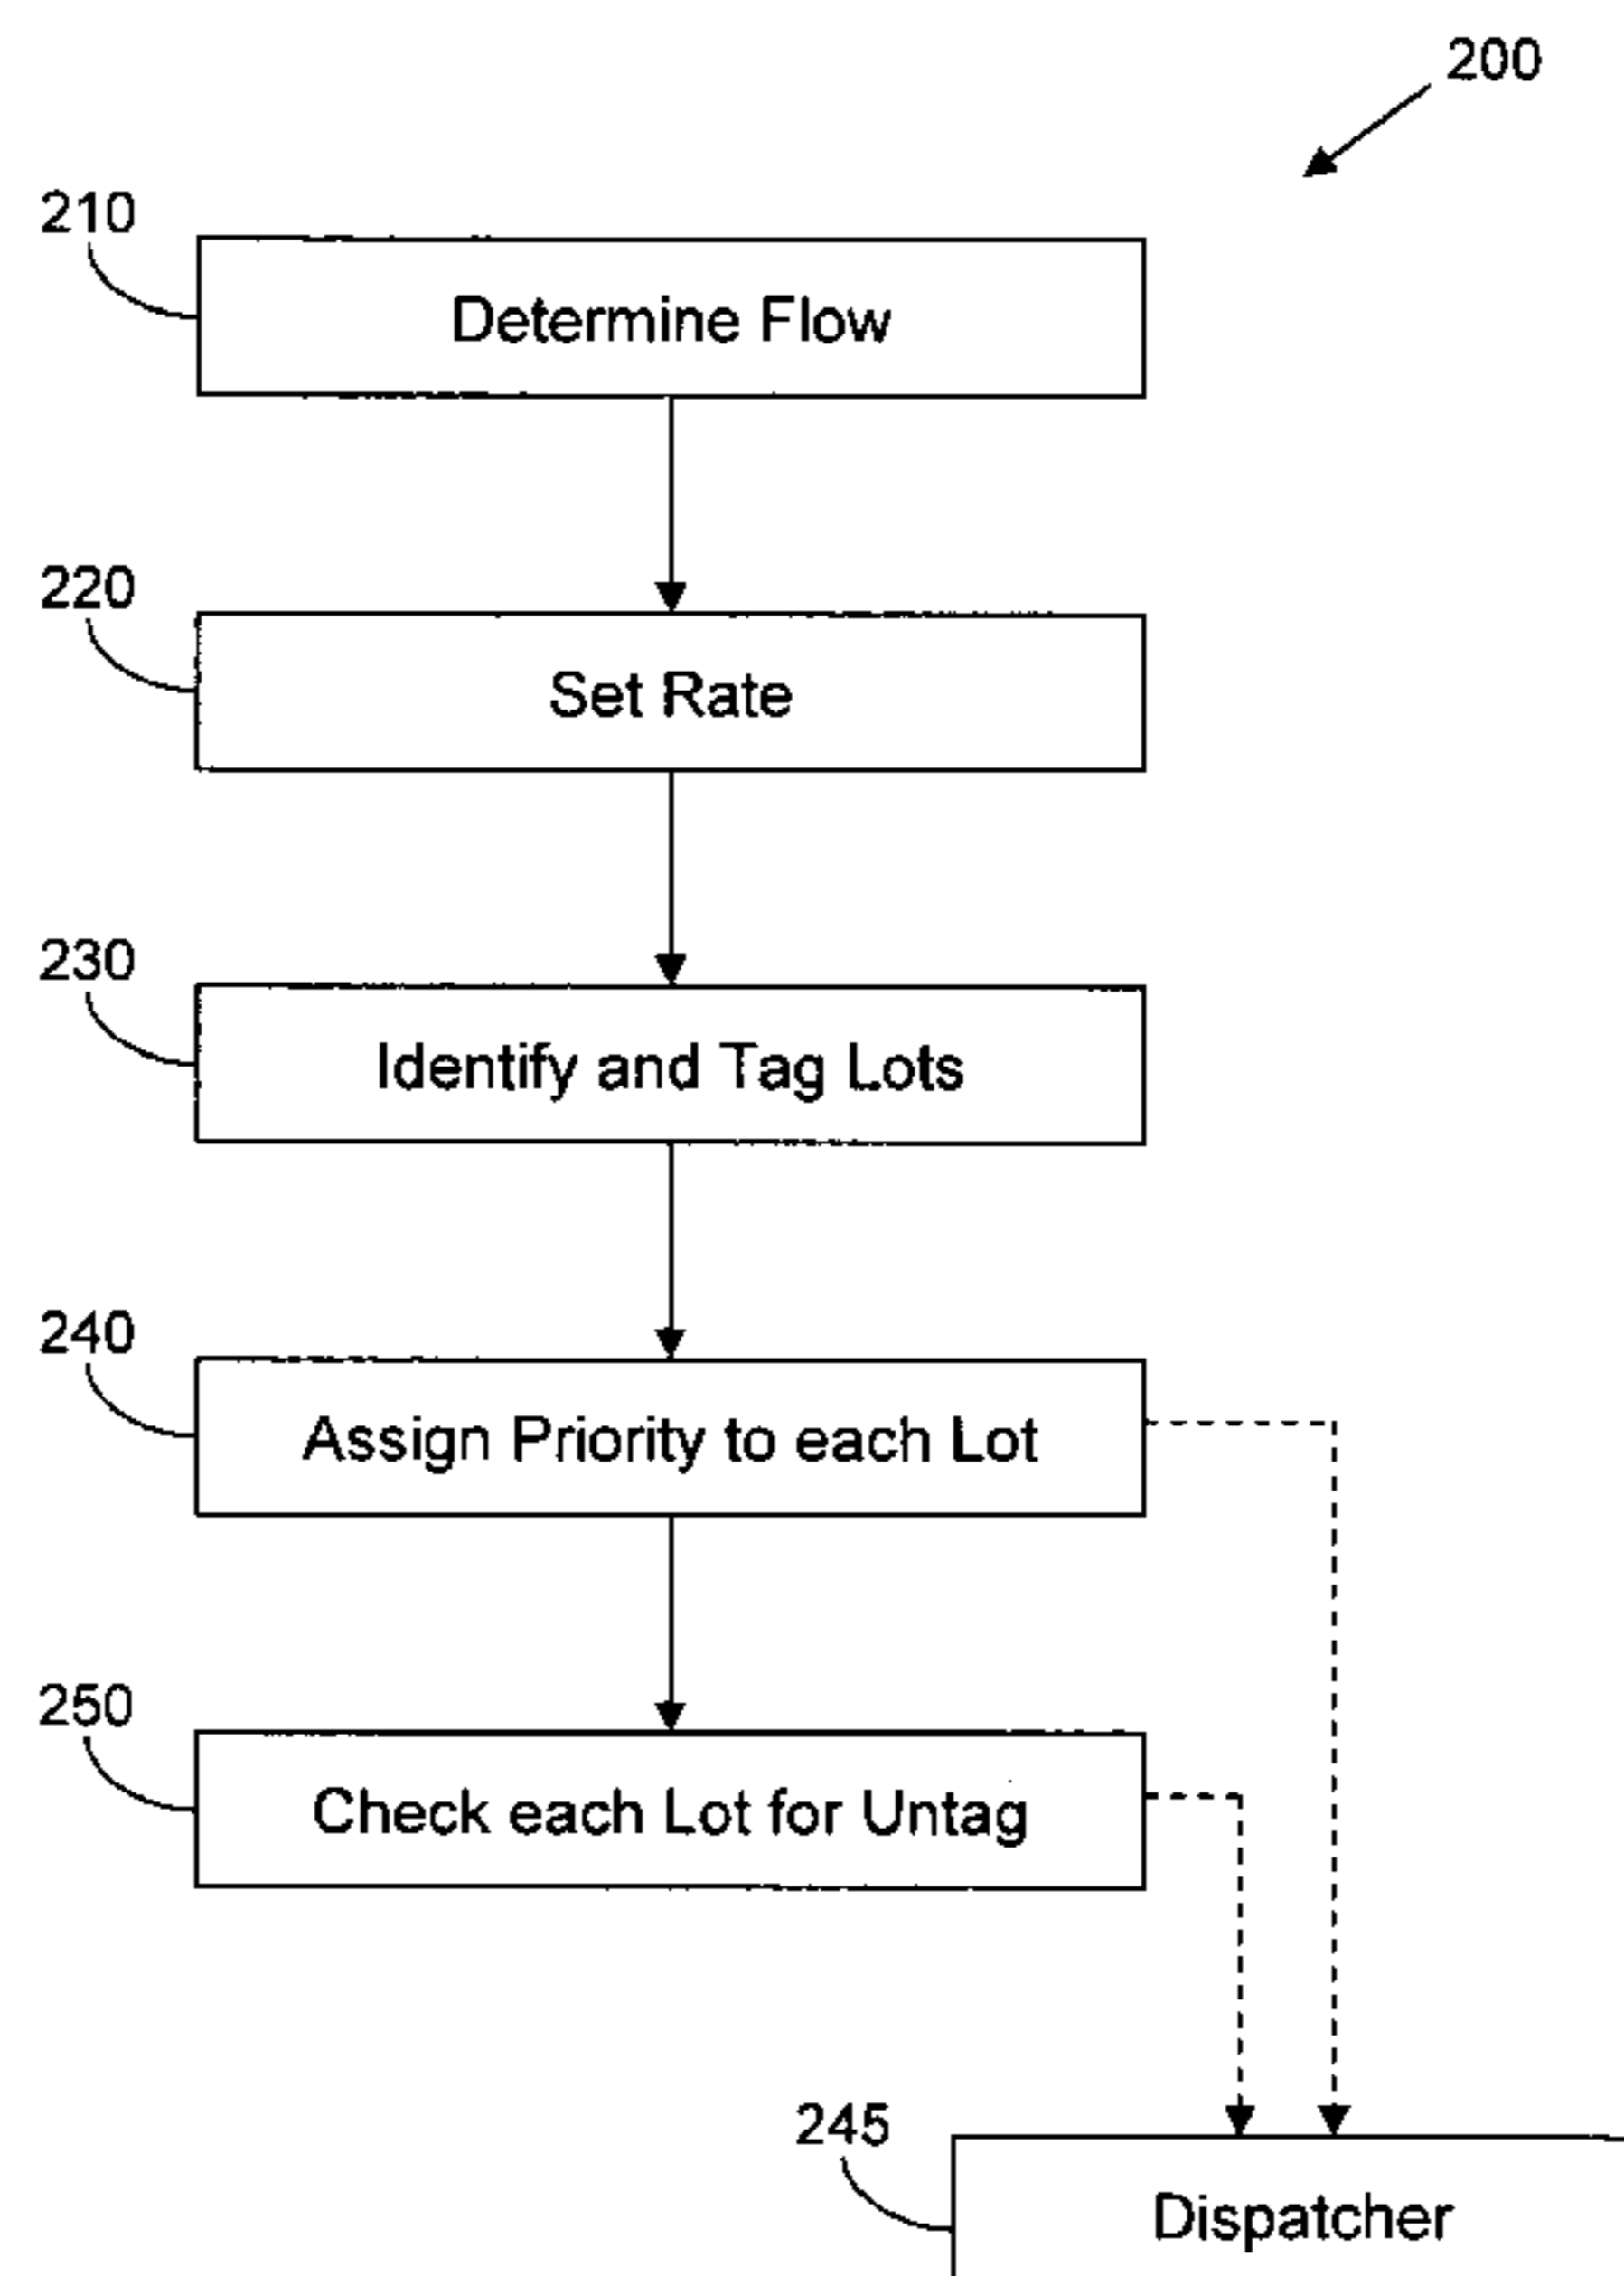 200
210
Determine Flow
220
Set Rate
230
Identify and Tag Lots
240
Assign Priority to each Lot
250
Check each Lot for Untag
245
Dispatcher